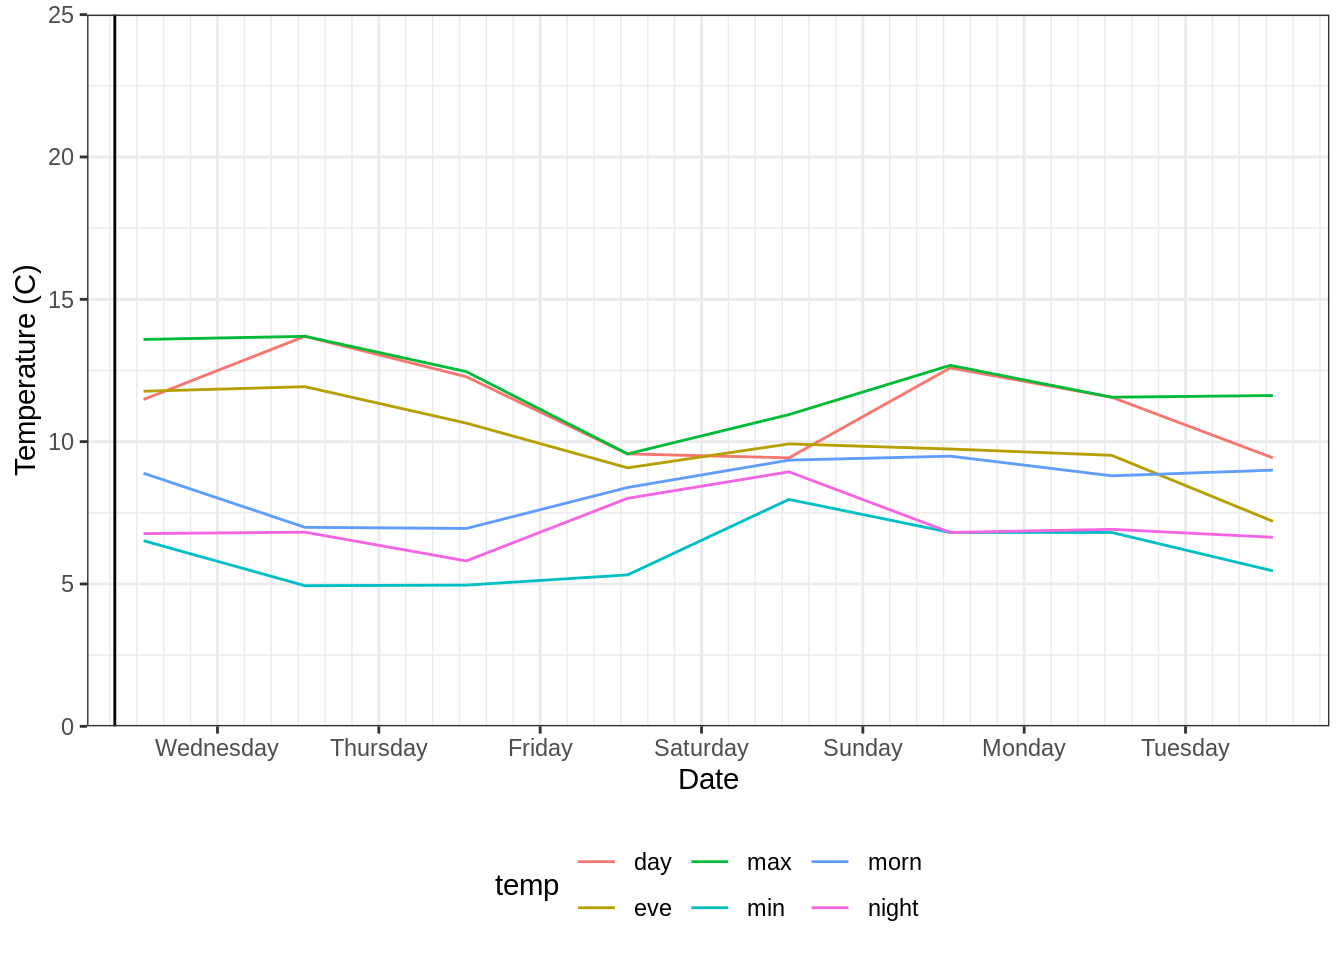 25
20
15
10
5
0
Temperature (C)
Wednesday Thursday Friday Saturday Sunday Monday Tuesday
Date
temp
day max morn
eve min night